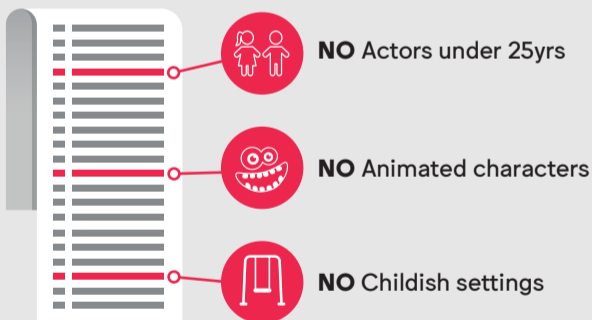 NO Actors under 25yrs
NO Animated characters
NO Childish settings